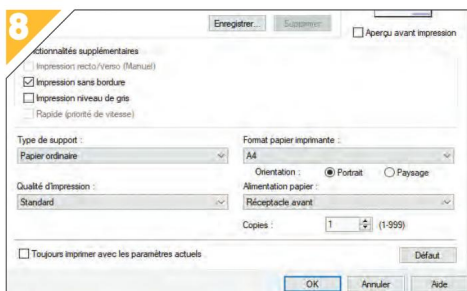 8
Enregistrer...
Supprimer
Aperçu avant impression
Fonctionnalités supplémentaires
Impression recto/verso (Manuel)
Impression sans bordure
Impression niveau de gris
Rapide (priorité de vitesse)
Type de support :
Format papier imprimante :
Papier ordinaire
A4
Orientation :
Portrait
Paysage
Qualité d'impression :
Alimentation papier :
Standard
Réceptacle avant
Copies :
1
(1-999)
Toujours imprimer avec les paramètres actuels
Défaut
OK
Annuler
Aide